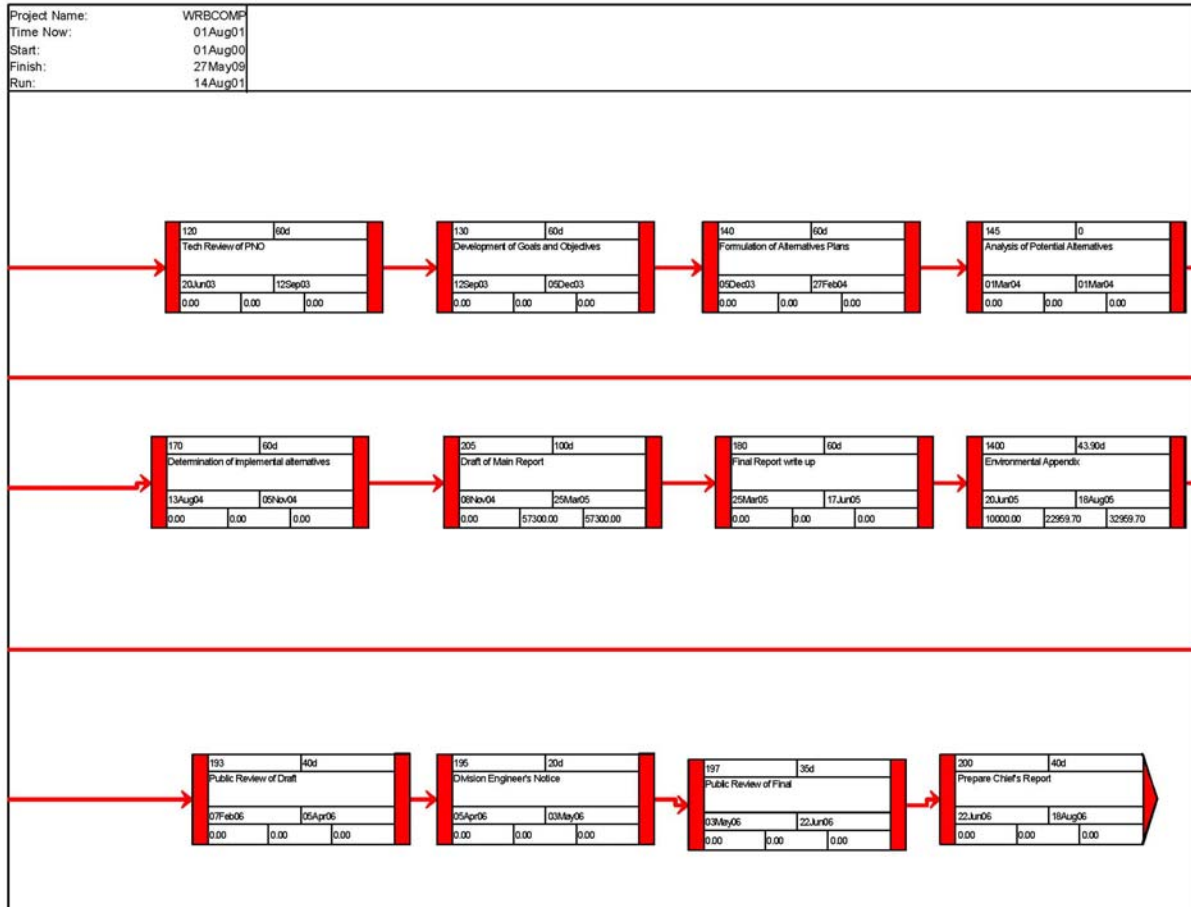 Project Name: WRBCOMP
Time Now: 01Aug01
Start: 01Aug00
Finish: 27May09
Run: 14Aug01
120 60d
Tech Review of PNO
20Jun03 12Sep03
0.00 0.00 0.00
130 60d
Development of Goals and Objectives
12Sep03 05Dec03
0.00 0.00 0.00
140 60d
Formulation of Alternatives Plans
05Dec03 27Feb04
0.00 0.00 0.00
145 0
Analysis of Potential Alternatives
01Mar04 01Mar04
0.00 0.00 0.00
170 60d
Determination of implemental alternatives
13Aug04 05Nov04
0.00 0.00 0.00
205 100d
Draft of Main Report
08Nov04 25Mar05
0.00 57300.00 57300.00
180 60d
Final Report write up
25Mar05 17Jun05
0.00 0.00 0.00
1400 43.90d
Environmental Appendix
20Jun05 18Aug05
10000.00 22959.70 32959.70
193 40d
Public Review of Draft
07Feb06 05Apr06
0.00 0.00 0.00
195 20d
Division Engineer's Notice
05Apr06 03May06
0.00 0.00 0.00
197 35d
Public Review of Final
03May06 22Jun06
0.00 0.00 0.00
200 40d
Prepare Chief's Report
22Jun06 18Aug06
0.00 0.00 0.00